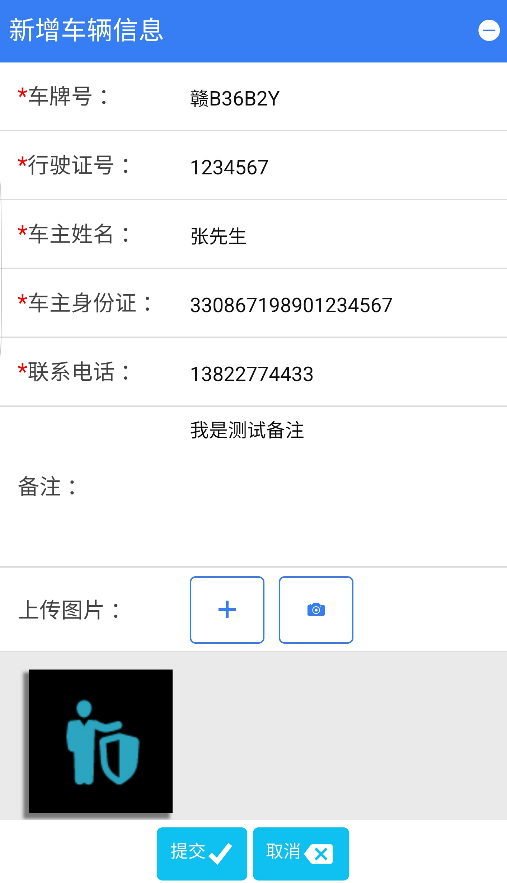 新增车辆信息
*车牌号： 赣B36B2Y
*行驶证号： 1234567
*车主姓名： 张先生
*车主身份证： 330867198901234567
*联系电话： 13822774433
我是测试备注
备注：
上传图片：
提交 取消